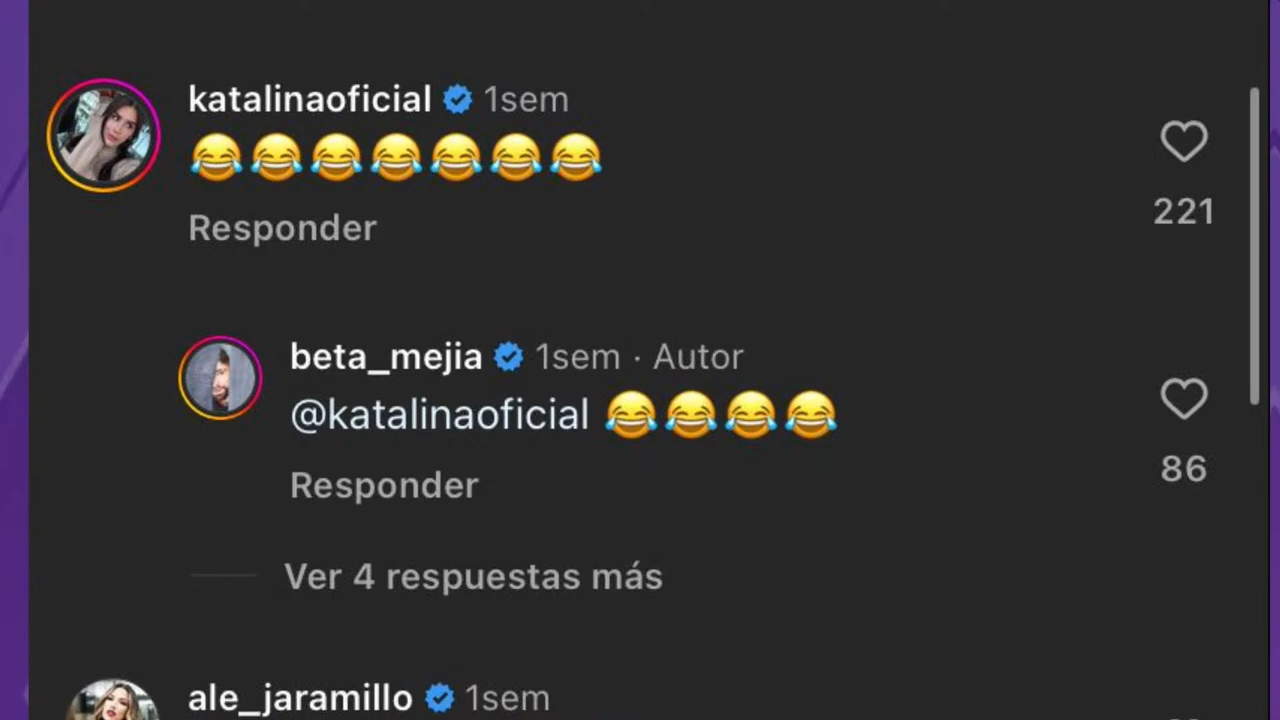 katalinaoficial 1sem
😂😂😂😂😂😂😂
221
Responder
beta_mejia 1sem · Autor
@katalinaoficial 😂😂😂😂
86
Responder
Ver 4 respuestas más
ale_jaramillo 1sem